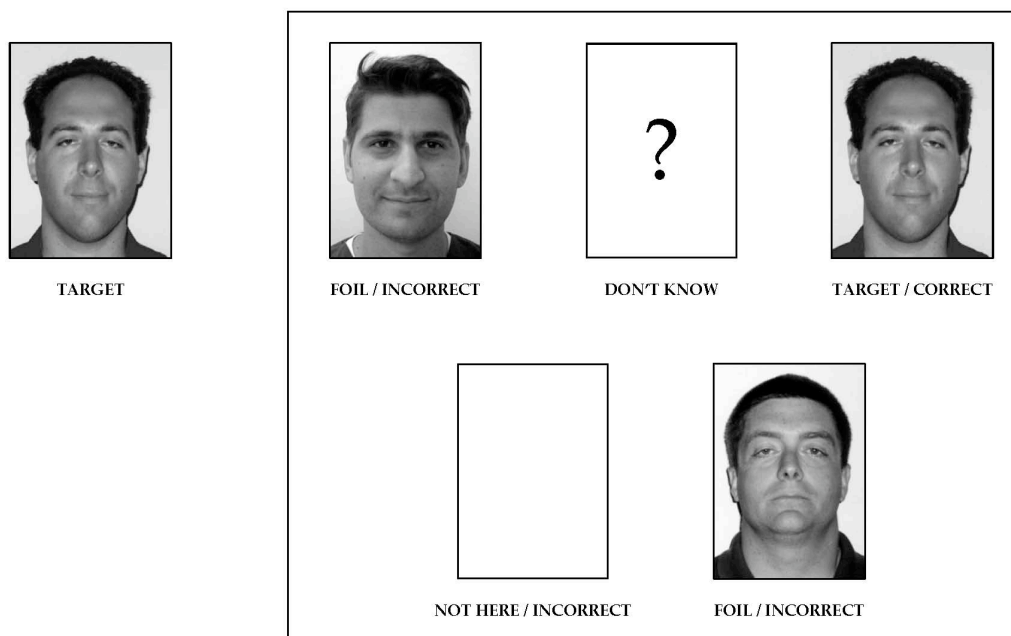 ?
TARGET
FOIL / INCORRECT
DON'T KNOW
TARGET / CORRECT
NOT HERE / INCORRECT
FOIL / INCORRECT